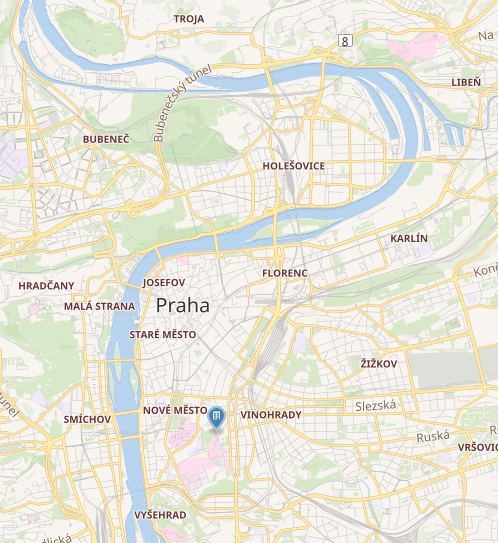 TROJA
8
Na
LIBEŇ
Bubenečský tunel
BUBENEČ
HOLEŠOVICE
KARLÍN
Koně
FLORENC
HRADČANY
JOSEFOV
MALÁ STRANA
Praha
STARÉ MĚSTO
ŽIŽKOV
Slezská
NOVÉ MĚSTO
VINOHRADY
SMÍCHOV
tunel
Ruská
R
VRŠOVIC
VYŠEHRAD
dlická